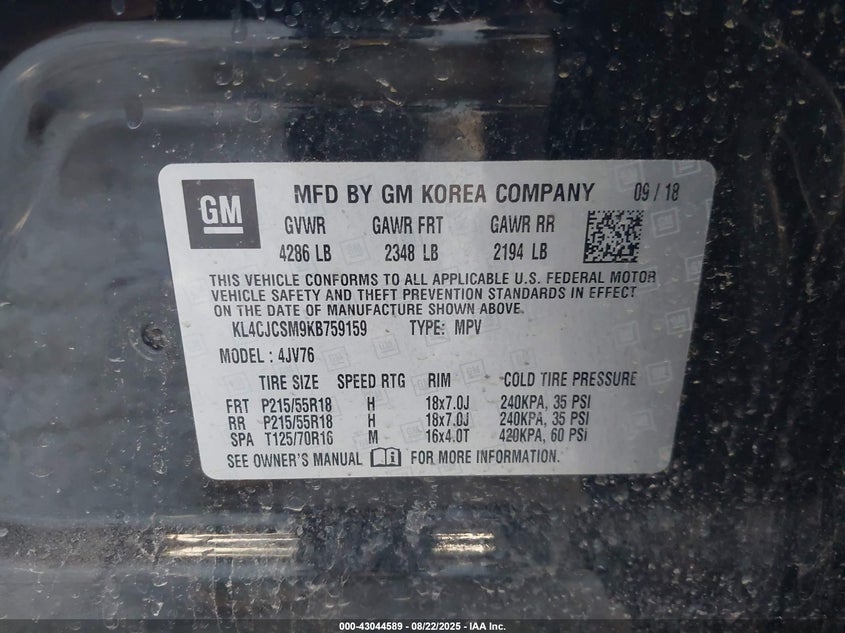 GM
MFD BY GM KOREA COMPANY 09 / 18
GVWR GAWR FRT GAWR RR
4286 LB 2348 LB 2194 LB
THIS VEHICLE CONFORMS TO ALL APPLICABLE U.S. FEDERAL MOTOR
VEHICLE SAFETY AND THEFT PREVENTION STANDARDS IN EFFECT
ON THE DATE OF MANUFACTURE SHOWN ABOVE.
KL4CJCSM9KB759159 TYPE: MPV
MODEL : 4JV76
TIRE SIZE SPEED RTG RIM COLD TIRE PRESSURE
FRT P215/55R18 H 18x7.0J 240KPA, 35 PSI
RR P215/55R18 H 18x7.0J 240KPA, 35 PSI
SPA T125/70R16 M 16x4.0T 420KPA, 60 PSI
SEE OWNER'S MANUAL FOR MORE INFORMATION.
000-43044589 - 08/22/2025 - IAA Inc.